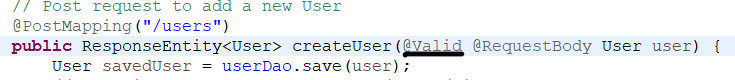 // Post request to add a new User
@PostMapping("/users")
public ResponseEntity<User> createUser(@Valid @RequestBody User user) {
User savedUser = userDao.save(user);